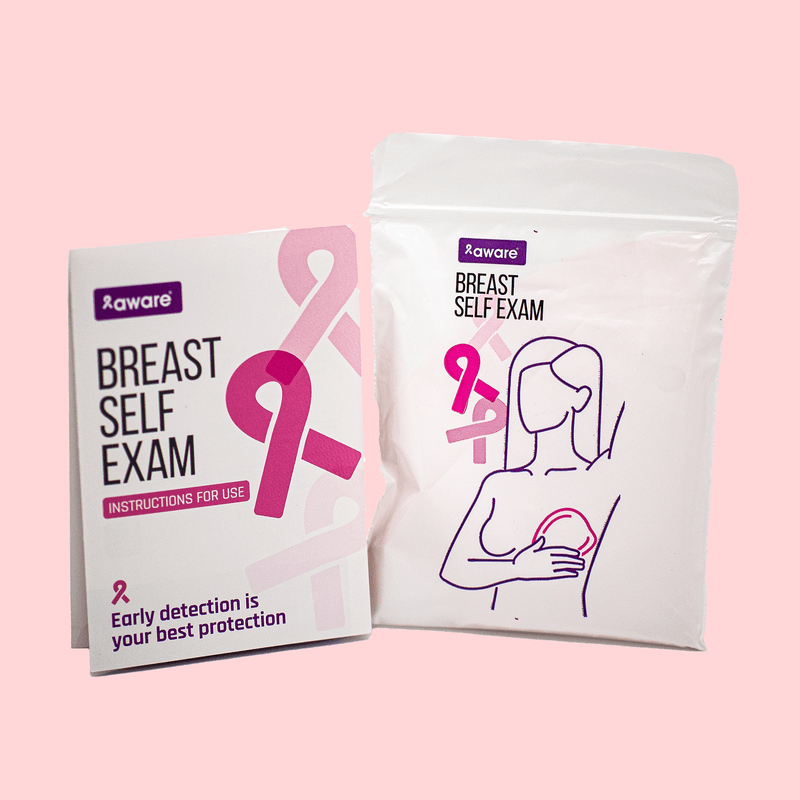 aware®
BREAST
SELF
EXAM
INSTRUCTIONS FOR USE
Early detection is
your best protection
aware®
BREAST
SELF EXAM